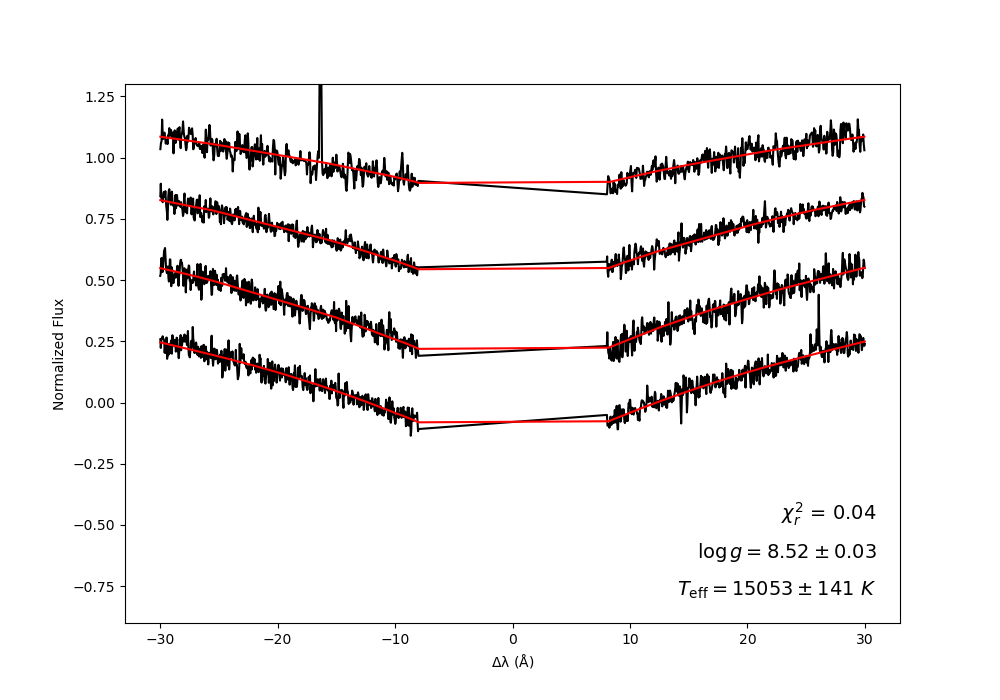 1.25
1.00
0.75
0.50
0.25
0.00
−0.25
−0.50
−0.75
Normalized Flux
χ²ᵣ = 0.04
log g = 8.52 ± 0.03
T_eff = 15053 ± 141 K
−30 −20 −10 0 10 20 30
Δλ (Å)